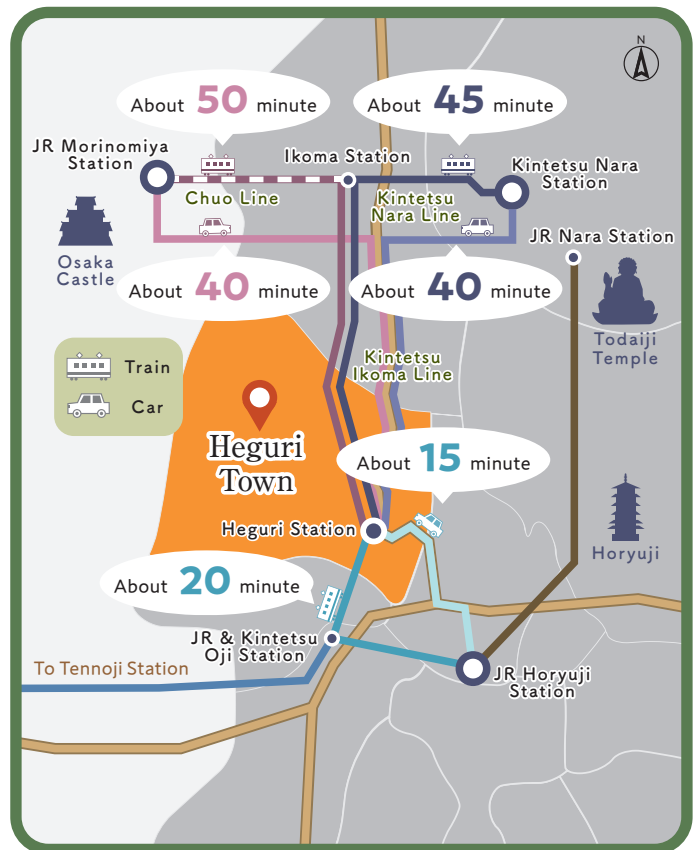 N
About 50 minute
About 45 minute
JR Morinomiya
Station
Ikoma Station
Kintetsu Nara
Station
Chuo Line
Kintetsu
Nara Line
JR Nara Station
Osaka
Castle
About 40 minute
About 40 minute
Todaiji
Temple
Train
Car
Kintetsu
Ikoma Line
Heguri
Town
About 15 minute
Heguri Station
Horyuji
About 20 minute
JR & Kintetsu
Oji Station
To Tennoji Station
JR Horyuji
Station